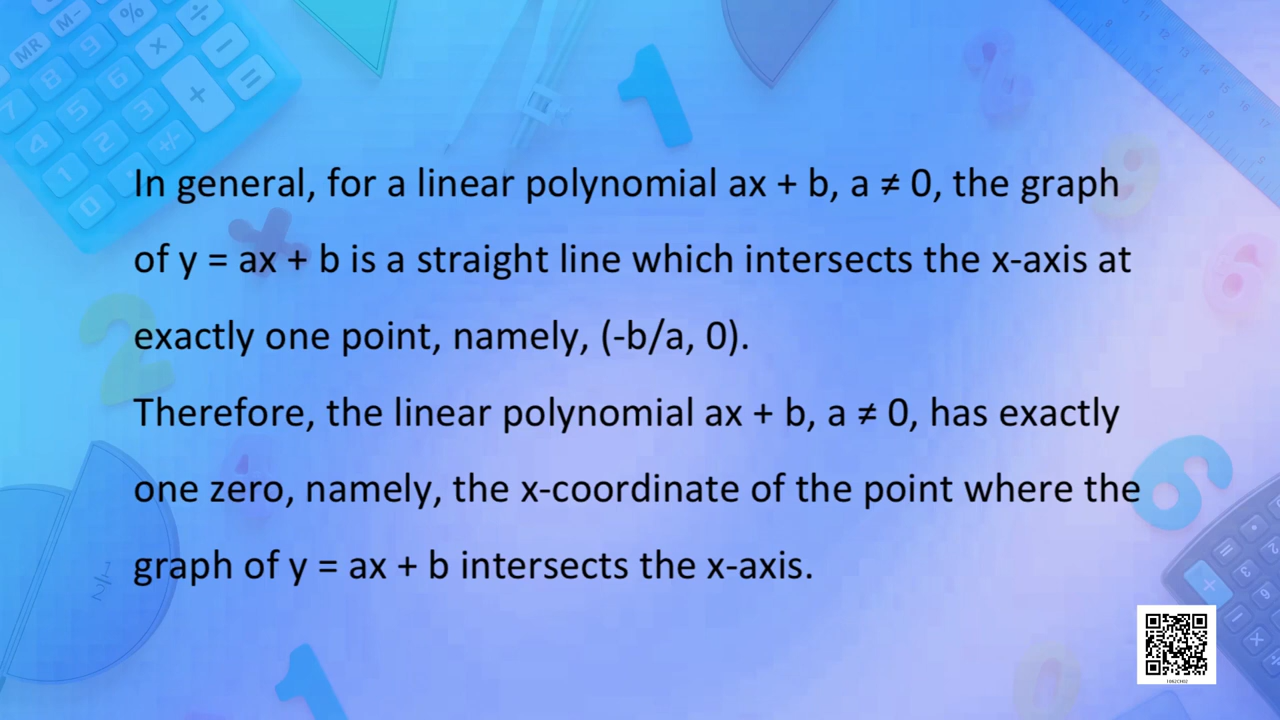 In general, for a linear polynomial ax + b, a ≠ 0, the graph
of y = ax + b is a straight line which intersects the x-axis at
exactly one point, namely, (-b/a, 0).
Therefore, the linear polynomial ax + b, a ≠ 0, has exactly
one zero, namely, the x-coordinate of the point where the
graph of y = ax + b intersects the x-axis.